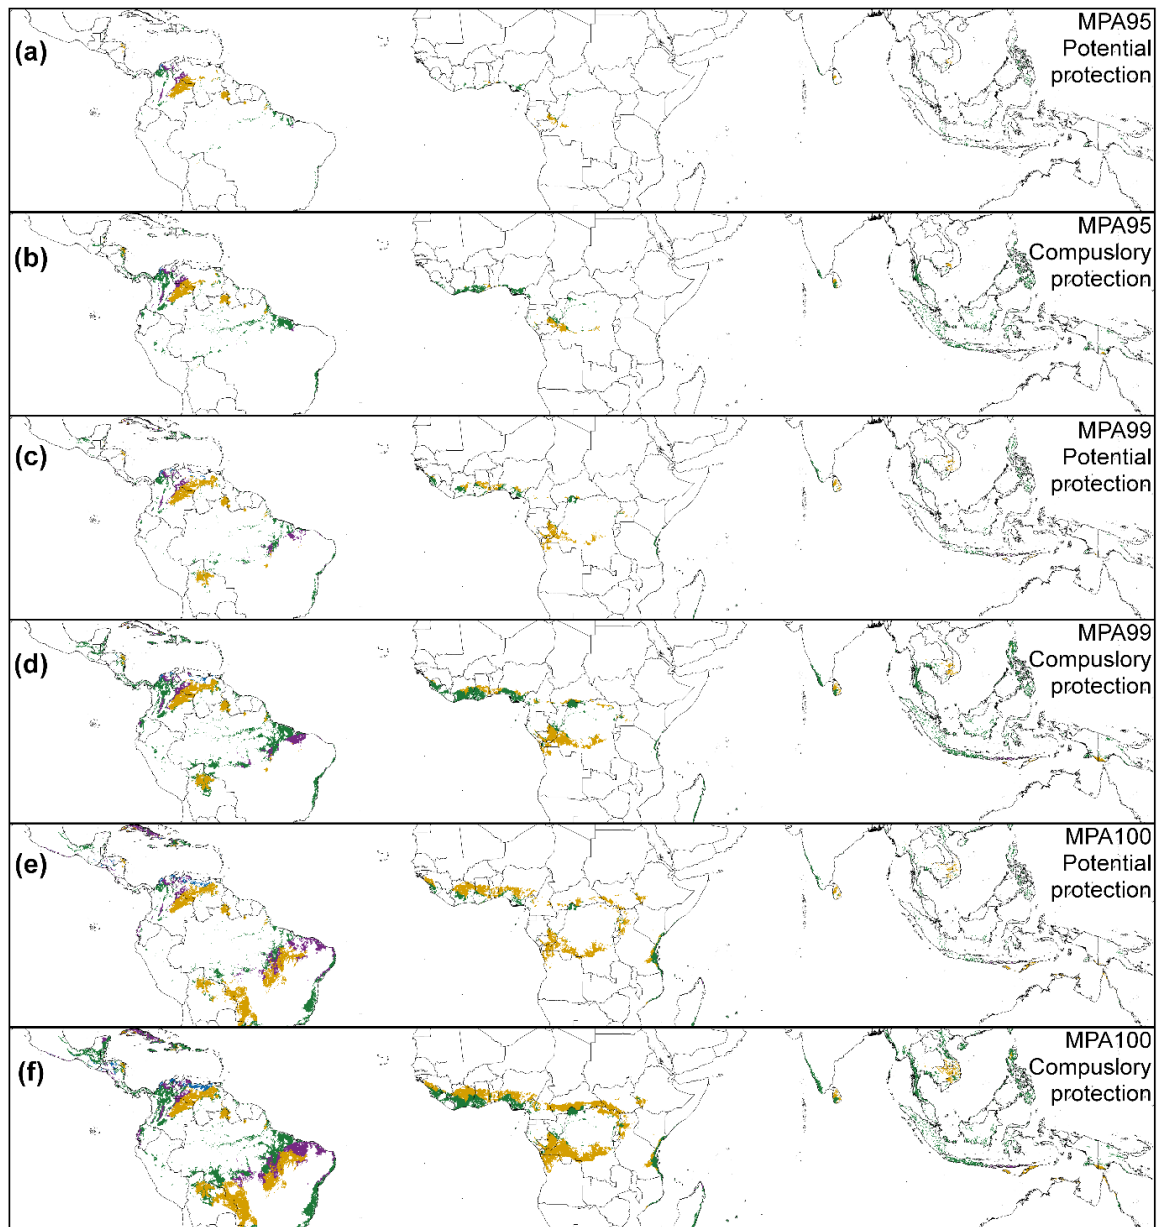 (a)
MPA95
Potential
protection
(b)
MPA95
Compuslory
protection
(c)
MPA99
Potential
protection
(d)
MPA99
Compuslory
protection
(e)
MPA100
Potential
protection
(f)
MPA100
Compuslory
protection